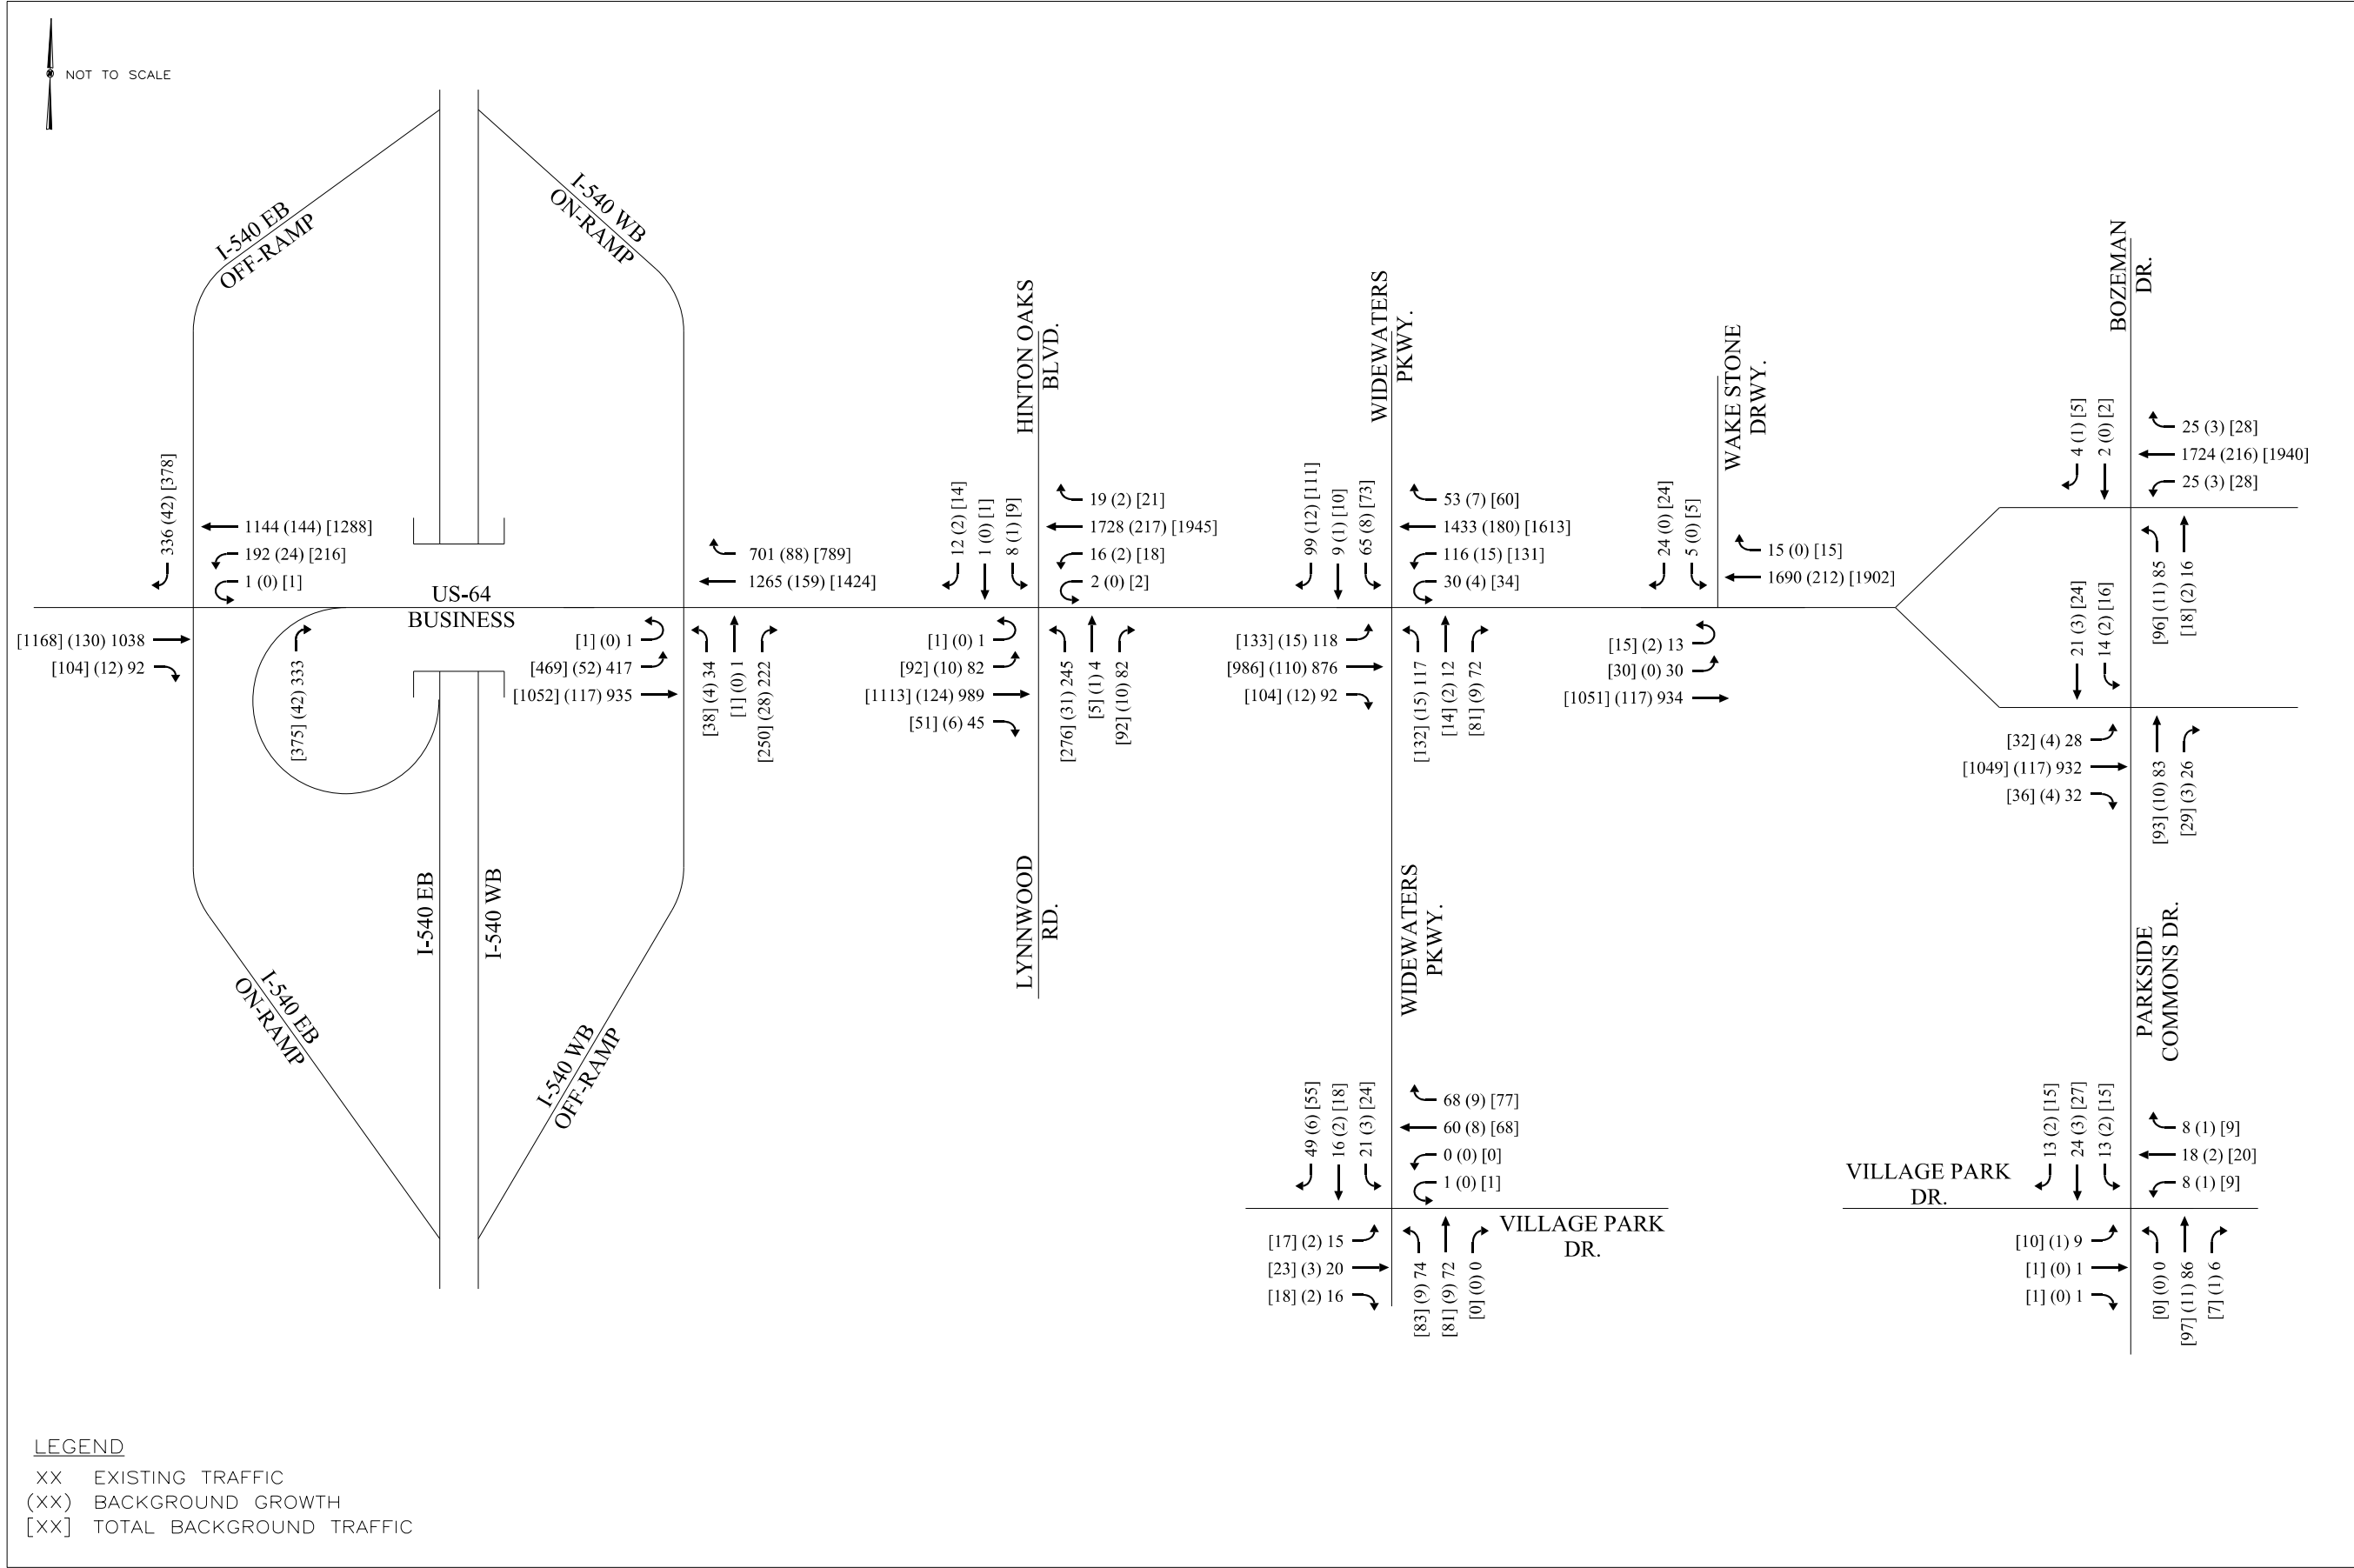 NOT TO SCALE
I-540 EB
OFF-RAMP
I-540 WB
ON-RAMP
336 (42) [378]
1144 (144) [1288]
192 (24) [216]
1 (0) [1]
[1168] (130) 1038
[104] (12) 92
[375] (42) 333
US-64
BUSINESS
701 (88) [789]
1265 (159) [1424]
[1] (0) 1
[469] (52) 417
[1052] (117) 935
[38] (4) 34
[1] (0) 1
[250] (28) 222
I-540 EB
I-540 WB
I-540 EB
ON-RAMP
I-540 WB
OFF-RAMP
HINTON OAKS
BLVD.
12 (2) [14]
1 (0) [1]
8 (1) [9]
19 (2) [21]
1728 (217) [1945]
16 (2) [18]
2 (0) [2]
[1] (0) 1
[92] (10) 82
[1113] (124) 989
[51] (6) 45
[276] (31) 245
[5] (1) 4
[92] (10) 82
LYNNWOOD
RD.
WIDEWATERS
PKWY.
99 (12) [111]
9 (1) [10]
65 (8) [73]
53 (7) [60]
1433 (180) [1613]
116 (15) [131]
30 (4) [34]
[133] (15) 118
[986] (110) 876
[104] (12) 92
[132] (15) 117
[14] (2) 12
[81] (9) 72
WIDEWATERS
PKWY.
WAKE STONE
DRWY.
24 (0) [24]
5 (0) [5]
15 (0) [15]
1690 (212) [1902]
[15] (2) 13
[30] (0) 30
[1051] (117) 934
BOZEMAN
DR.
4 (1) [5]
2 (0) [2]
25 (3) [28]
1724 (216) [1940]
25 (3) [28]
[96] (11) 85
[18] (2) 16
21 (3) [24]
14 (2) [16]
[32] (4) 28
[1049] (117) 932
[36] (4) 32
[93] (10) 83
[29] (3) 26
PARKSIDE
COMMONS DR.
49 (6) [55]
16 (2) [18]
21 (3) [24]
68 (9) [77]
60 (8) [68]
0 (0) [0]
1 (0) [1]
VILLAGE PARK
DR.
[17] (2) 15
[23] (3) 20
[18] (2) 16
[83] (9) 74
[81] (9) 72
[0] (0) 0
VILLAGE PARK
DR.
13 (2) [15]
24 (3) [27]
13 (2) [15]
8 (1) [9]
18 (2) [20]
8 (1) [9]
[10] (1) 9
[1] (0) 1
[1] (0) 1
[0] (0) 0
[97] (11) 86
[7] (1) 6
LEGEND
XX EXISTING TRAFFIC
(XX) BACKGROUND GROWTH
[XX] TOTAL BACKGROUND TRAFFIC